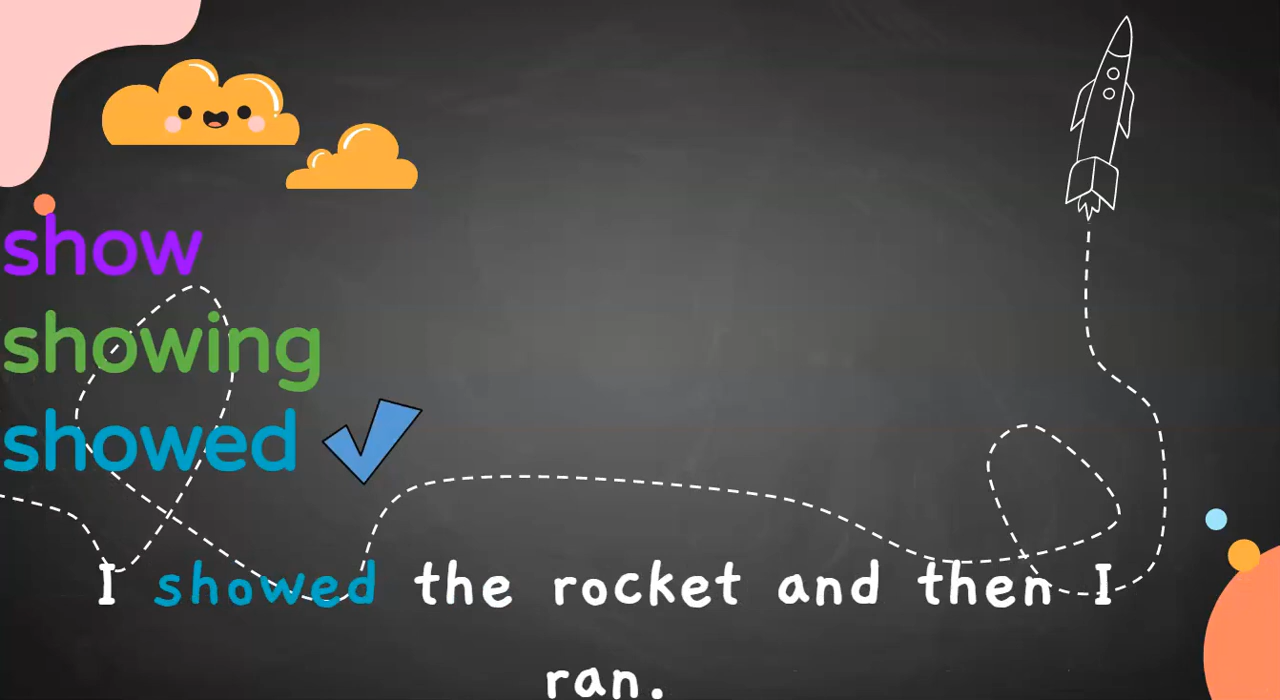 show
showing
showed
I showed the rocket and then I
ran.